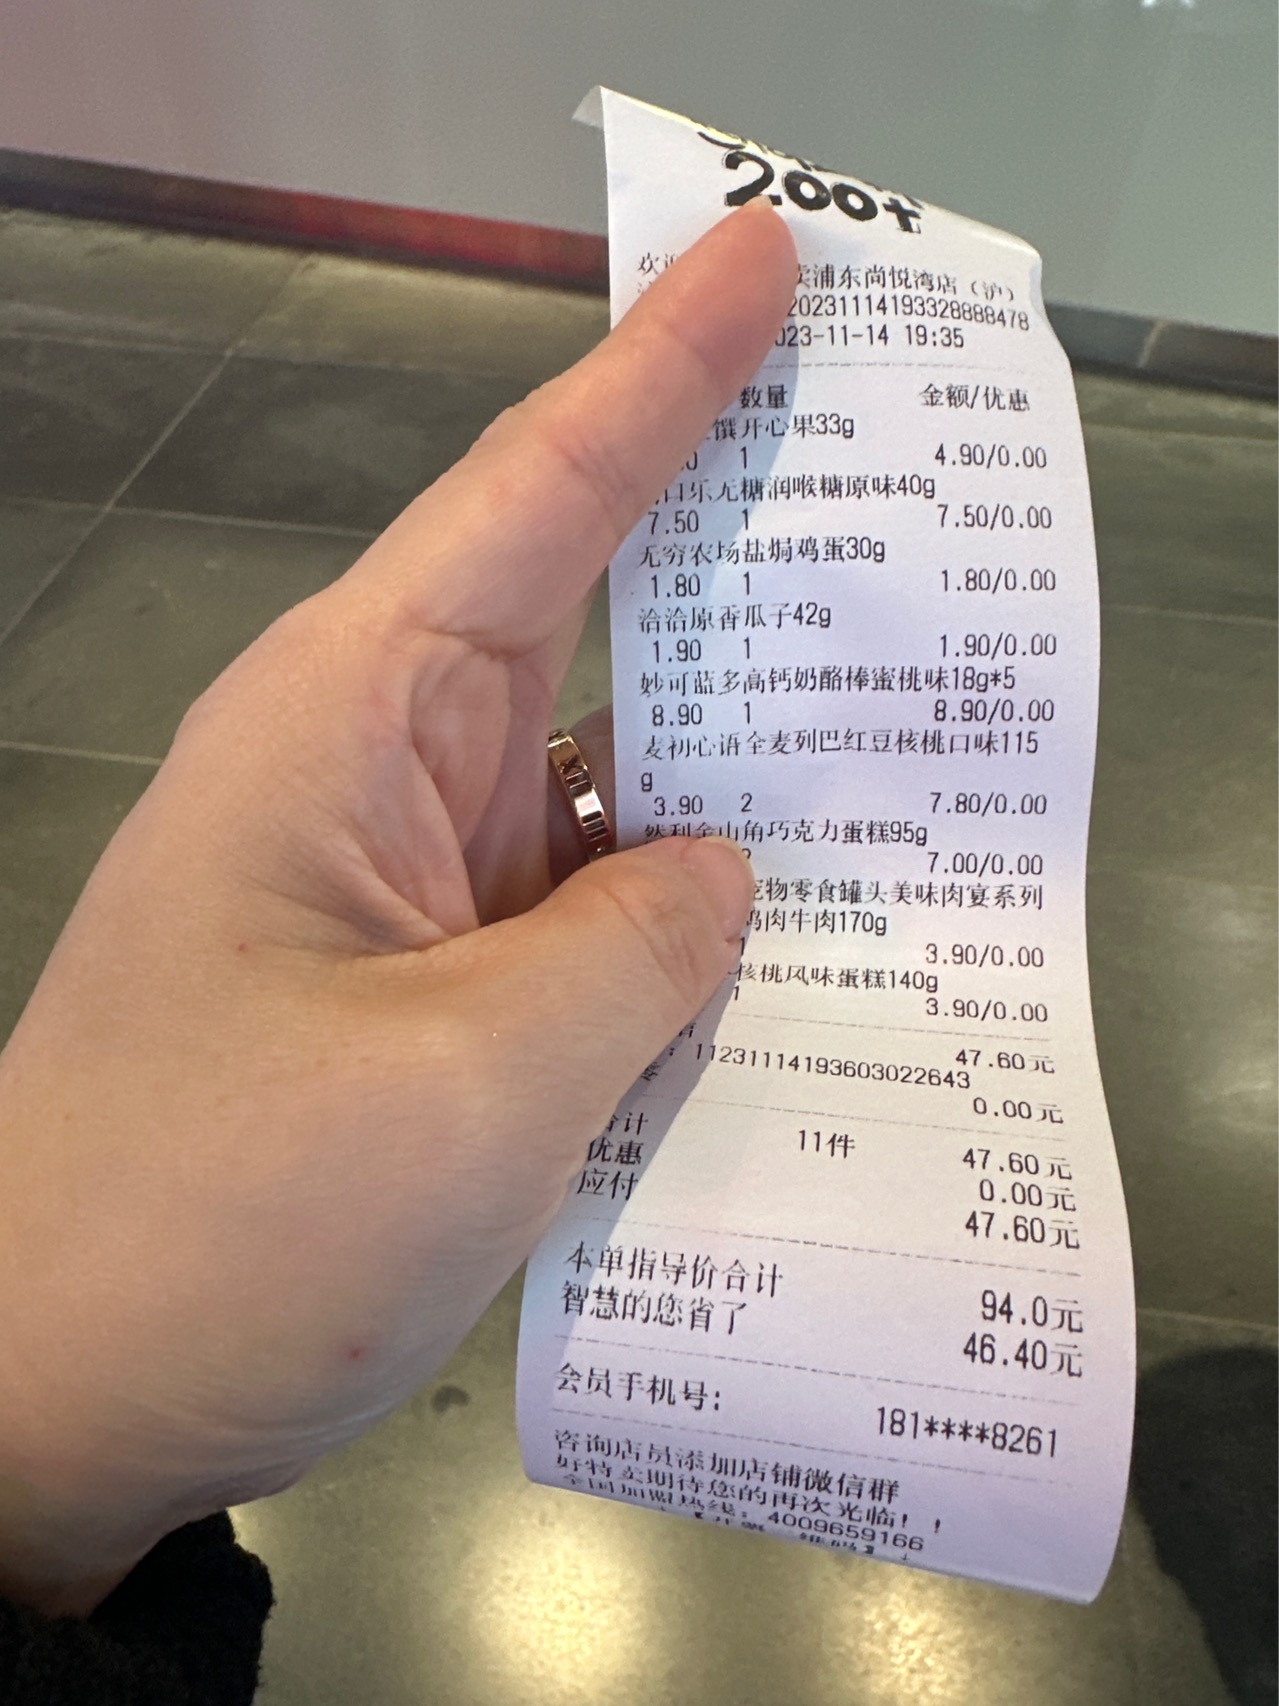 200+
浦东尚悦湾店（沪）
20231114193328888478
023-11-14 19:35
数量 金额/优惠
馔开心果33g
1 4.90/0.00
口乐无糖润喉糖原味40g
7.50 1 7.50/0.00
无穷农场盐焗鸡蛋30g
1.80 1 1.80/0.00
洽洽原香瓜子42g
1.90 1 1.90/0.00
妙可蓝多高钙奶酪棒蜜桃味18g*5
8.90 1 8.90/0.00
麦初心语全麦列巴红豆核桃口味115
g
3.90 2 7.80/0.00
金山角巧克力蛋糕95g
7.00/0.00
宠物零食罐头美味肉宴系列
鸡肉牛肉170g
1 3.90/0.00
核桃风味蛋糕140g
1 3.90/0.00
47.60元
: 11231114193603022643
0.00元
合计 11件 47.60元
优惠 0.00元
应付 47.60元
本单指导价合计 94.0元
智慧的您省了 46.40元
会员手机号: 181****8261
咨询店员添加店铺微信群
好特卖期待您的再次光临！！
全国加盟热线: 4009659166